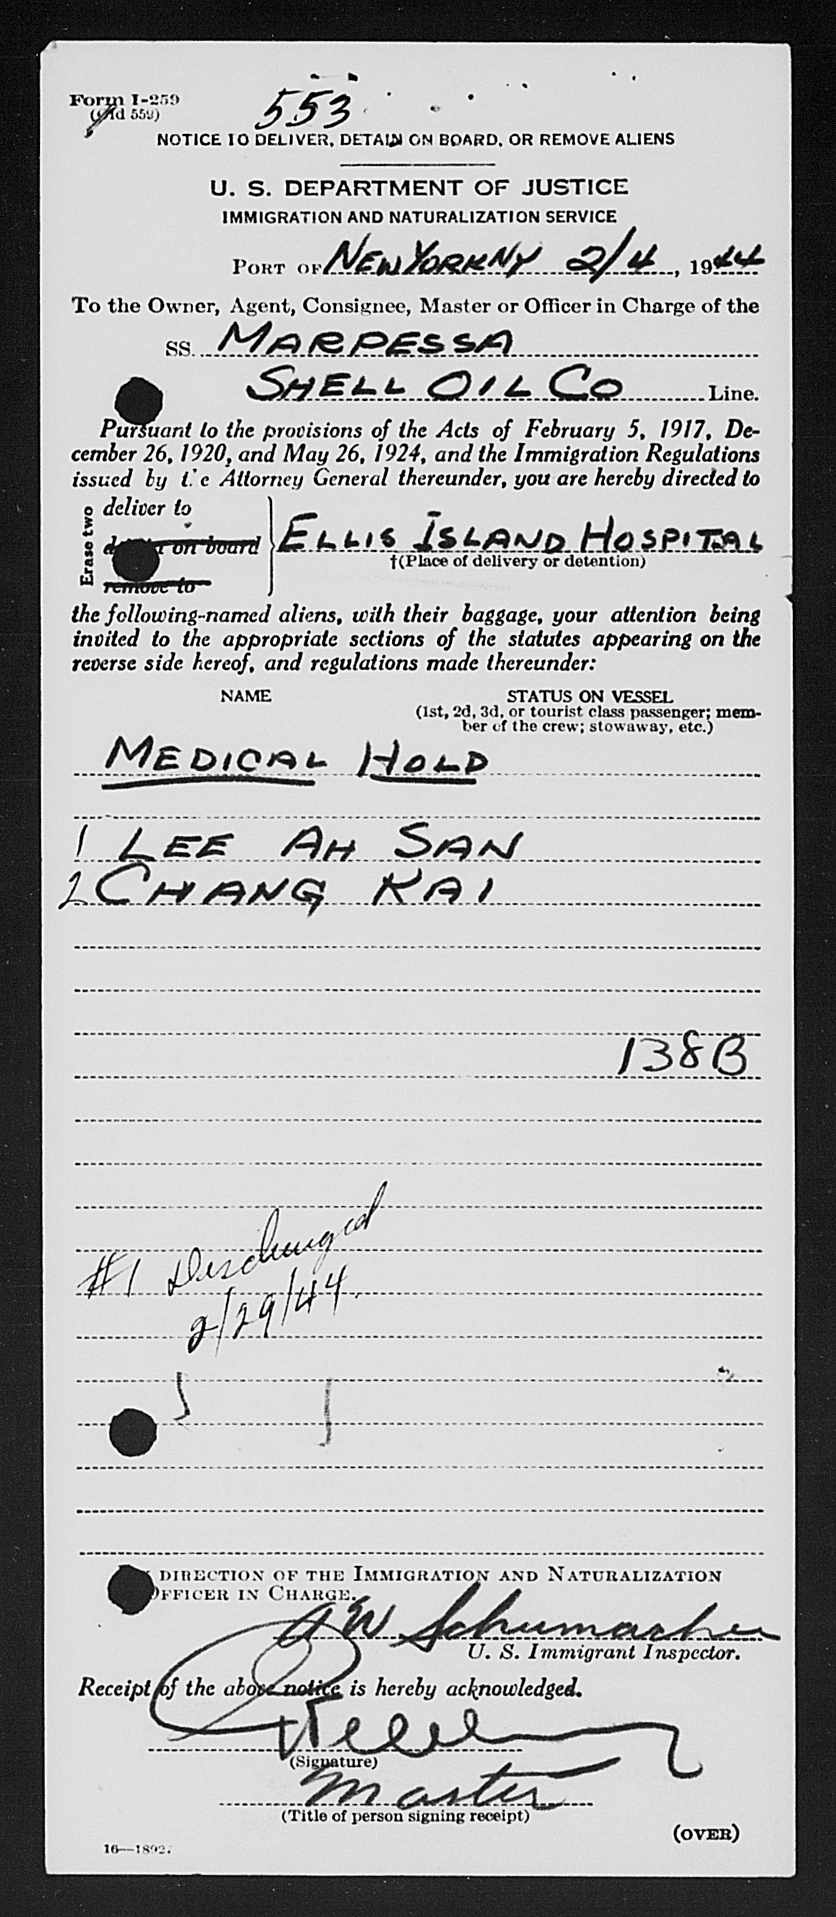 Form I-259
553
(Old 559)
NOTICE TO DELIVER, DETAIN ON BOARD, OR REMOVE ALIENS
U. S. DEPARTMENT OF JUSTICE
IMMIGRATION AND NATURALIZATION SERVICE
PORT OF NEW YORK NY 2/4, 1944
To the Owner, Agent, Consignee, Master or Officer in Charge of the
SS. MARPESSA
SHELL OIL CO Line.
Pursuant to the provisions of the Acts of February 5, 1917, De-
cember 26, 1920, and May 26, 1924, and the Immigration Regulations
issued by the Attorney General thereunder, you are hereby directed to
Erase two
deliver to
on board
remove to
ELLIS ISLAND HOSPITAL
†(Place of delivery or detention)
the following-named aliens, with their baggage, your attention being
invited to the appropriate sections of the statutes appearing on the
reverse side hereof, and regulations made thereunder:
NAME STATUS ON VESSEL
(1st, 2d, 3d, or tourist class passenger; mem-
ber of the crew; stowaway, etc.)
MEDICAL HOLD
1 LEE AH SAN
2 CHANG KAI
138B
#1 Discharged
2/29/44.
DIRECTION OF THE IMMIGRATION AND NATURALIZATION
OFFICER IN CHARGE.
A W Schumacher
U. S. Immigrant Inspector.
Receipt of the above notice is hereby acknowledged.
(Signature)
Master
(Title of person signing receipt)
(OVER)
16—1892